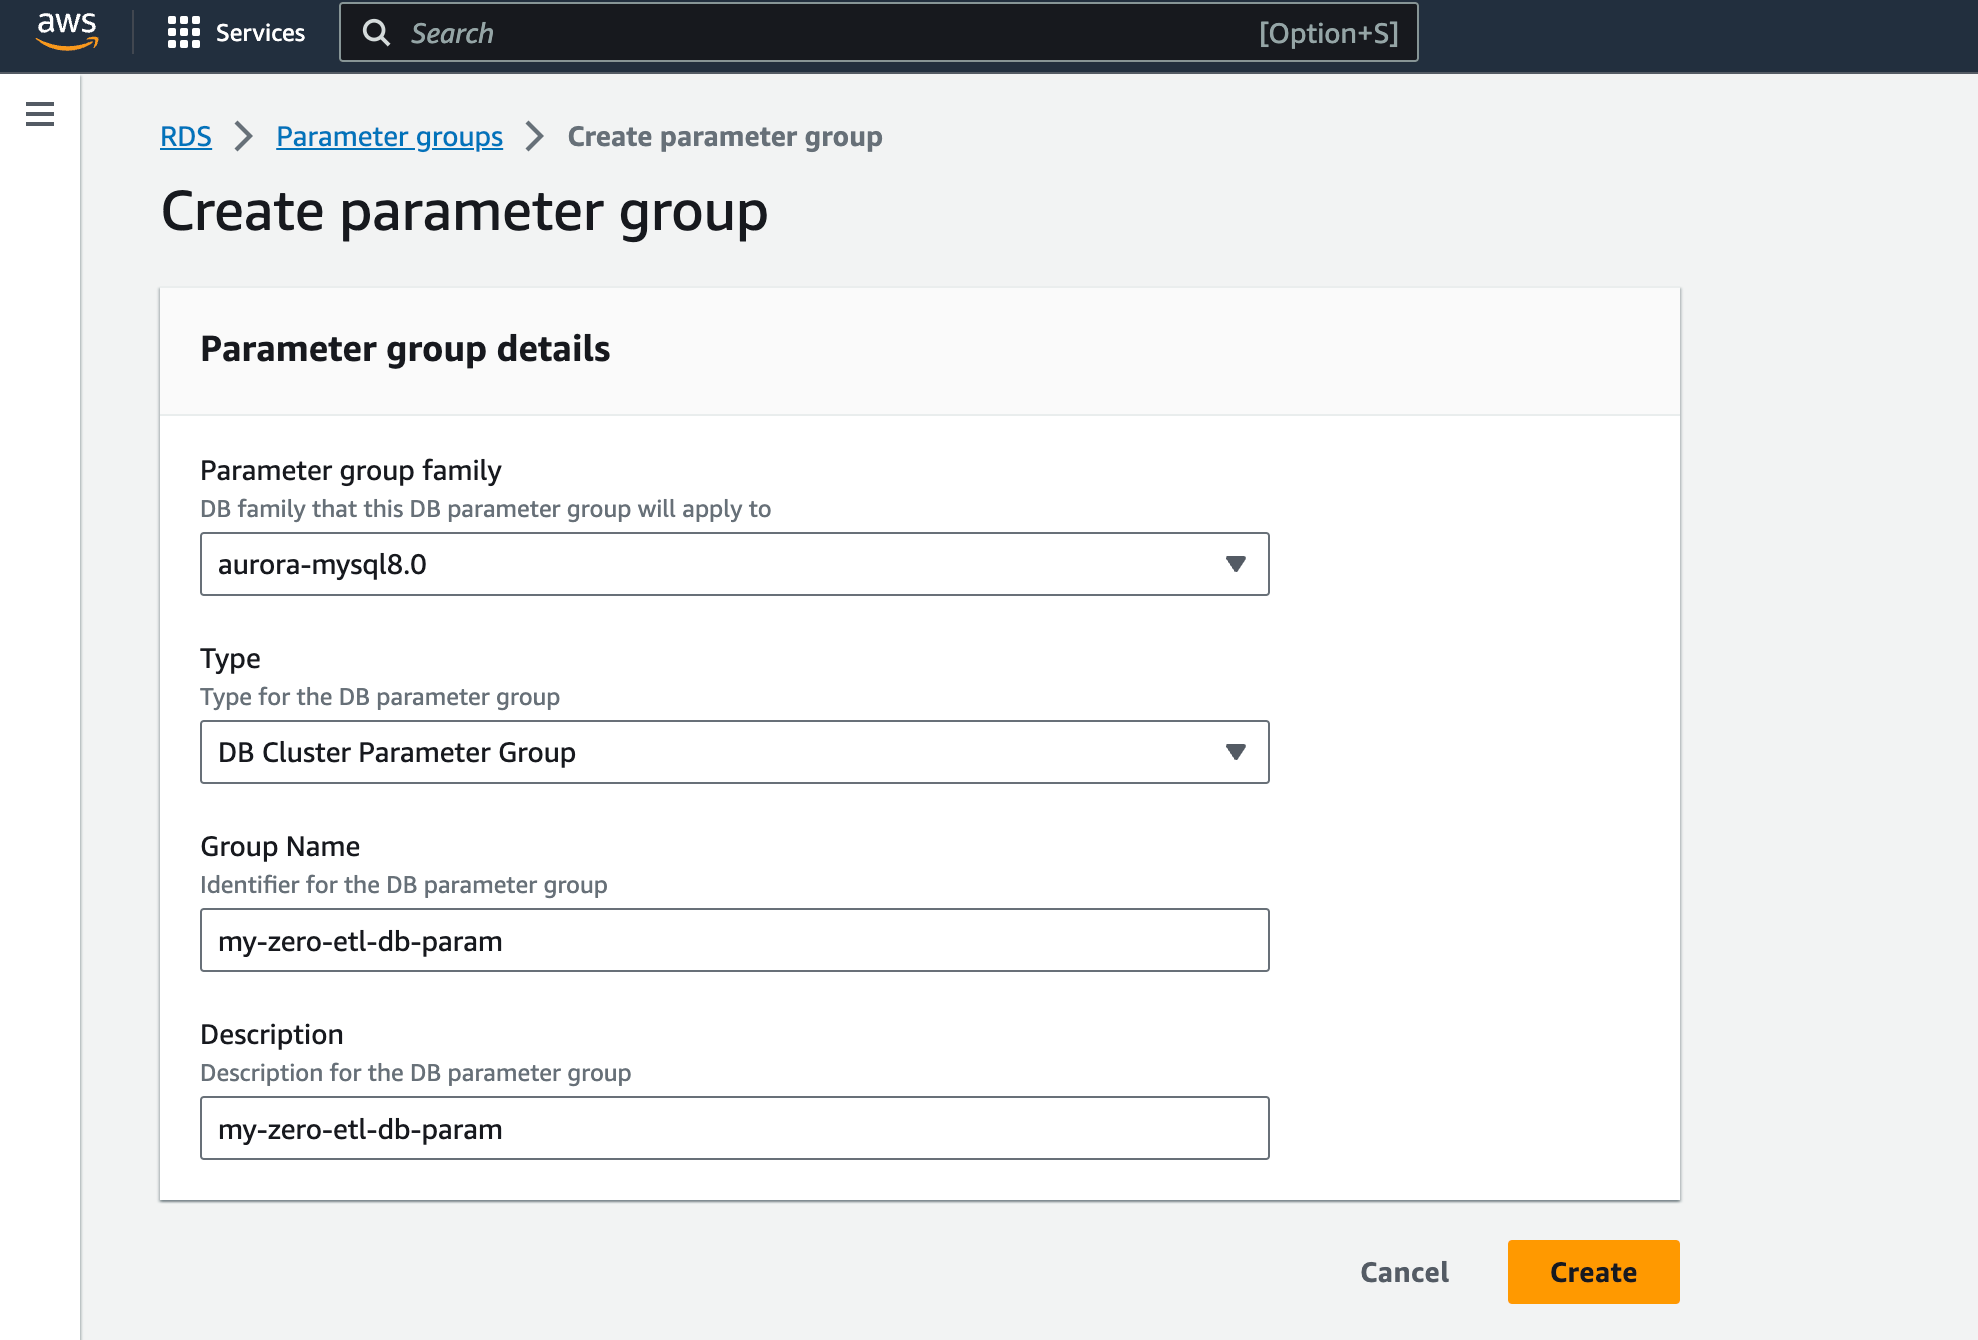 aws Services Search [Option+S]
RDS Parameter groups Create parameter group
Create parameter group
Parameter group details
Parameter group family
DB family that this DB parameter group will apply to
aurora-mysql8.0
Type
Type for the DB parameter group
DB Cluster Parameter Group
Group Name
Identifier for the DB parameter group
my-zero-etl-db-param
Description
Description for the DB parameter group
my-zero-etl-db-param
Cancel Create